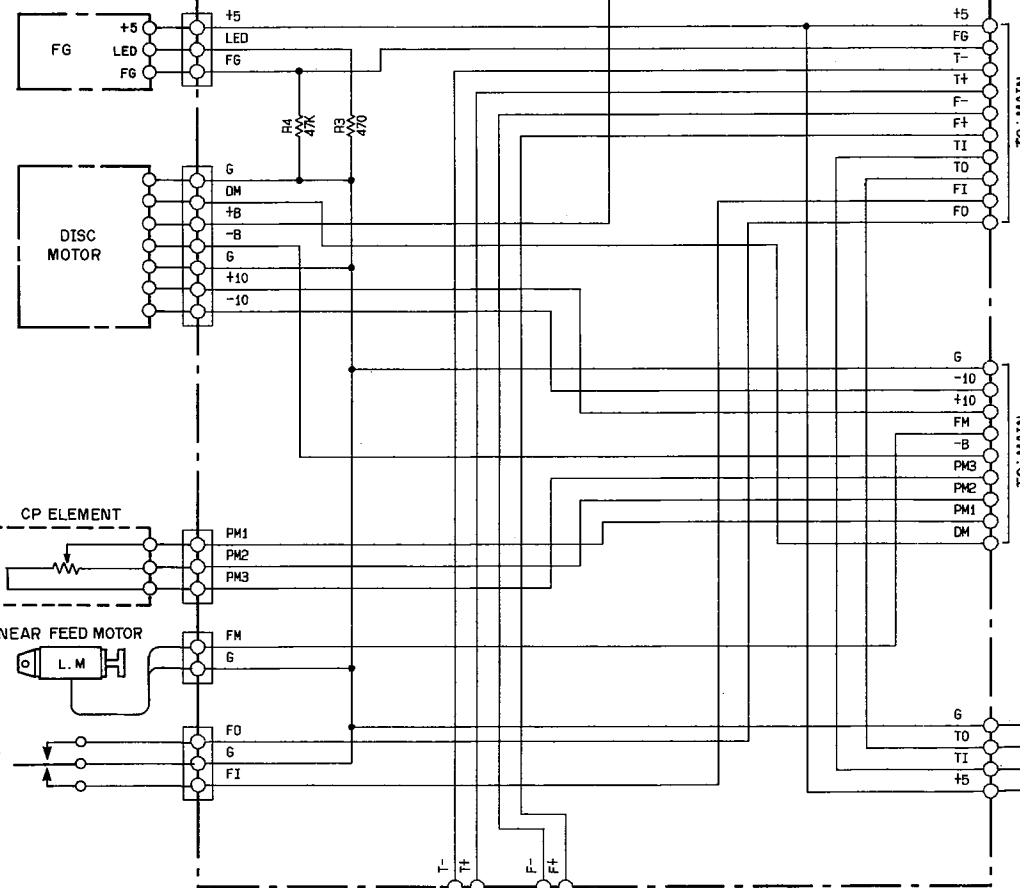 FG
+5
LED
FG
+5
LED
FG
R4
47K
R3
470
DISC
MOTOR
G
DM
+B
-B
G
+10
-10
CP ELEMENT
PM1
PM2
PM3
NEAR FEED MOTOR
L.M
FM
G
FO
G
FI
+5
FG
T-
T+
F-
F+
TI
TO
FI
FO
G
-10
+10
FM
-B
PM3
PM2
PM1
DM
G
TO
TI
+5
T-
T+
F-
F+